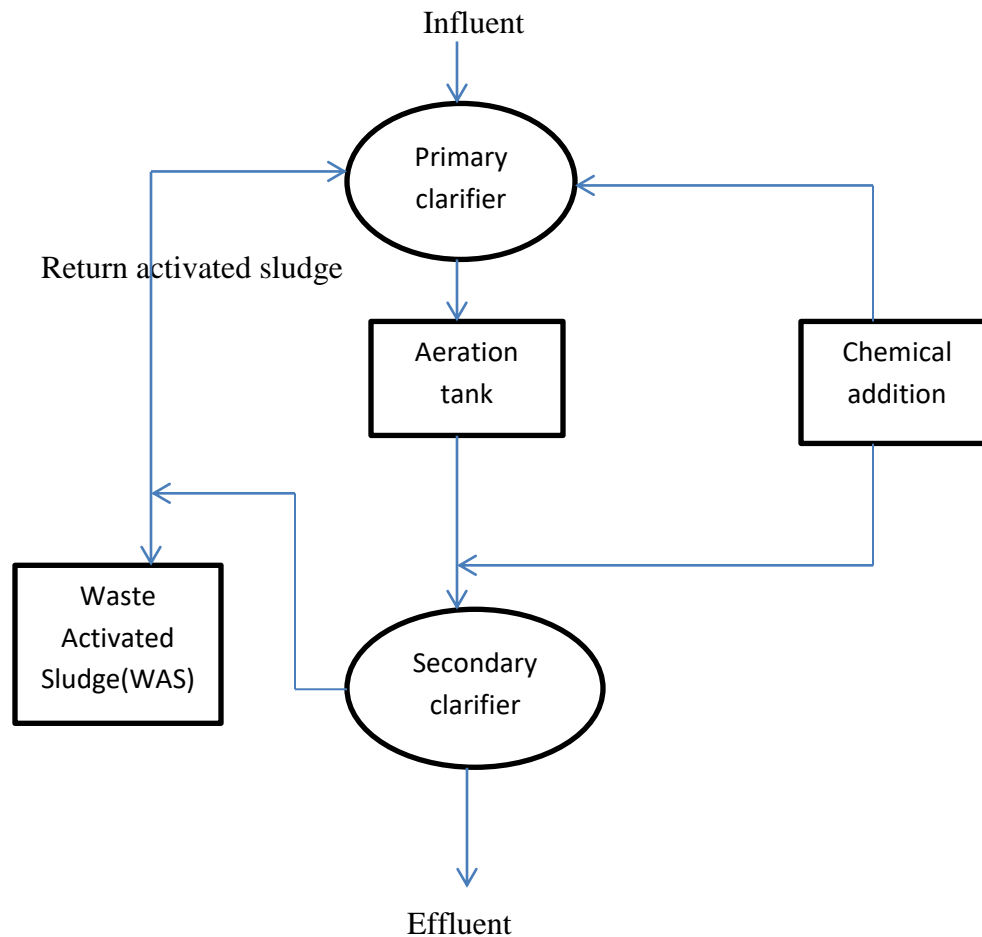 Influent
Primary
clarifier
Return activated sludge
Aeration
tank
Chemical
addition
Waste
Activated
Sludge(WAS)
Secondary
clarifier
Effluent